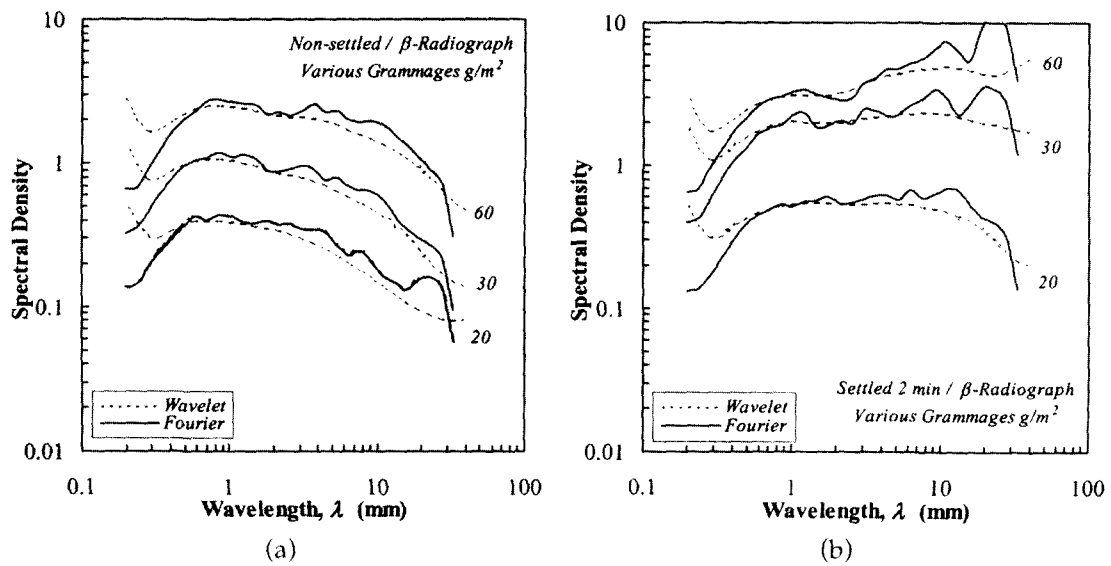 10
1
0.1
0.01
Spectral Density
Non-settled / β-Radiograph
Various Grammages g/m²
60
30
20
Wavelet
Fourier
0.1
1
10
100
Wavelength, λ (mm)
(a)
10
1
0.1
0.01
Spectral Density
60
30
20
Settled 2 min / β-Radiograph
Various Grammages g/m²
Wavelet
Fourier
0.1
1
10
100
Wavelength, λ (mm)
(b)